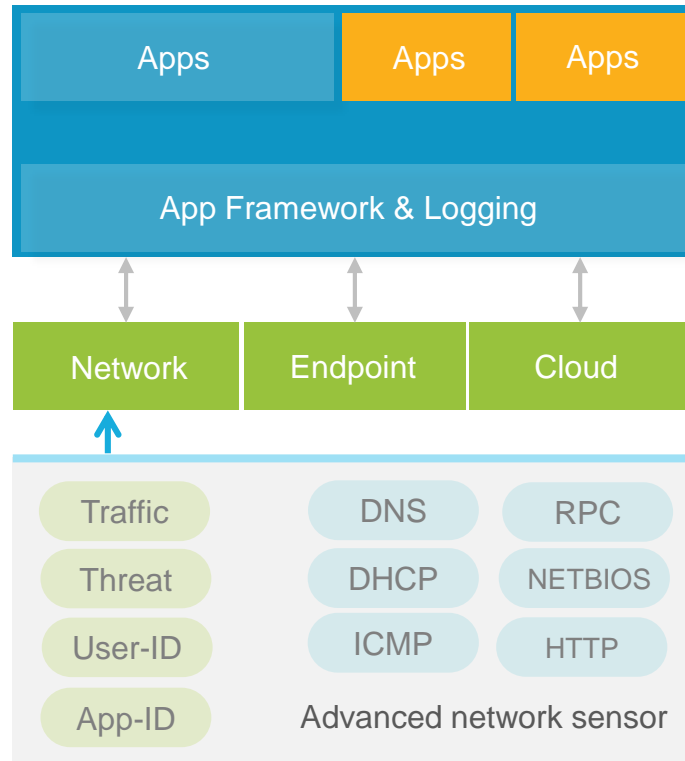 Apps
Apps
Apps
App Framework & Logging
Network
Endpoint
Cloud
Traffic
Threat
User-ID
App-ID
DNS
DHCP
ICMP
RPC
NETBIOS
HTTP
Advanced network sensor